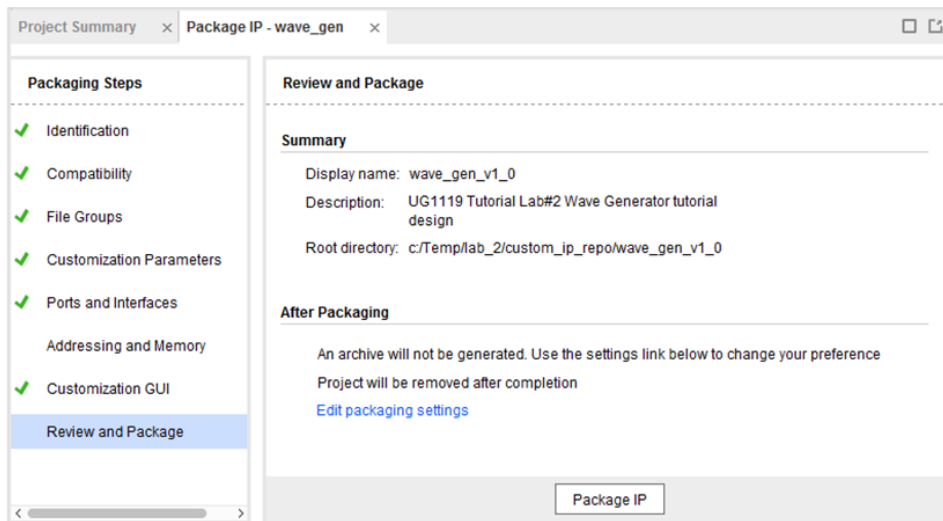 Project Summary × Package IP - wave_gen ×
Packaging Steps
Identification
Compatibility
File Groups
Customization Parameters
Ports and Interfaces
Addressing and Memory
Customization GUI
Review and Package
Review and Package
Summary
Display name: wave_gen_v1_0
Description: UG1119 Tutorial Lab#2 Wave Generator tutorial
design
Root directory: c:/Temp/lab_2/custom_ip_repo/wave_gen_v1_0
After Packaging
An archive will not be generated. Use the settings link below to change your preference
Project will be removed after completion
Edit packaging settings
Package IP